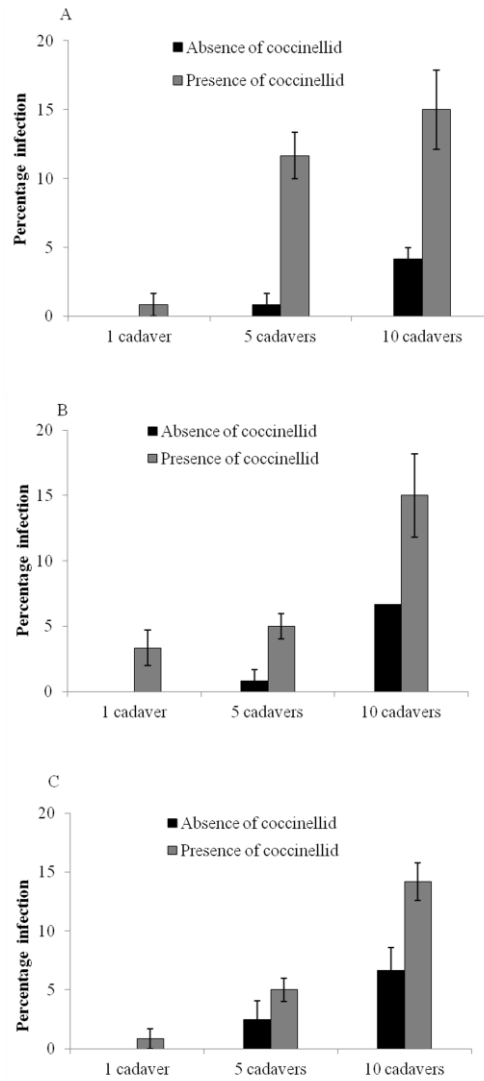 A
20
Absence of coccinellid
Presence of coccinellid
15
10
5
0
Percentage infection
1 cadaver 5 cadavers 10 cadavers
B
20
Absence of coccinellid
Presence of coccinellid
15
10
5
0
Percentage infection
1 cadaver 5 cadavers 10 cadavers
C
20
Absence of coccinellid
Presence of coccinellid
15
10
5
0
Percentage infection
1 cadaver 5 cadavers 10 cadavers